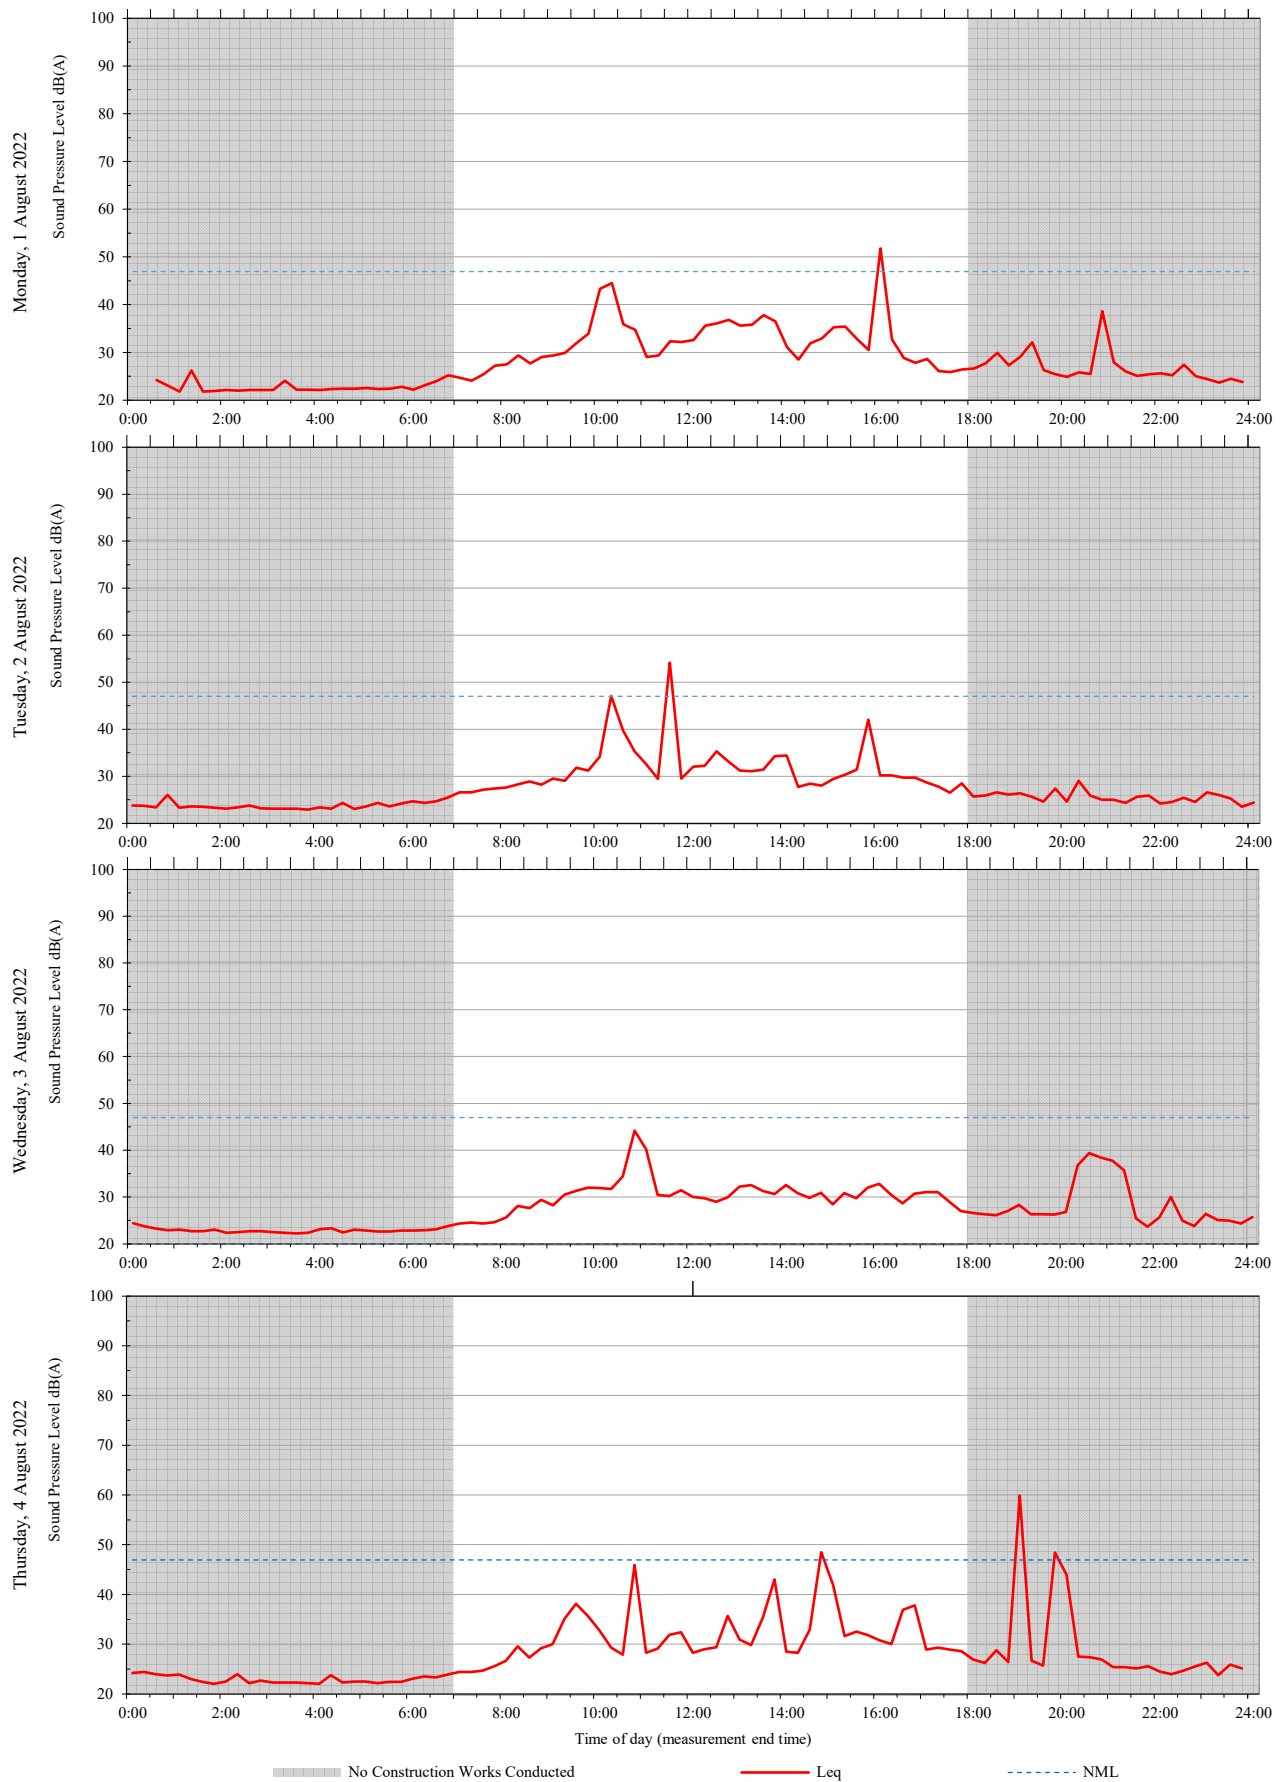 Monday, 1 August 2022
Sound Pressure Level dB(A)
100
90
80
70
60
50
40
30
20
0:00 2:00 4:00 6:00 8:00 10:00 12:00 14:00 16:00 18:00 20:00 22:00 24:00
Tuesday, 2 August 2022
Sound Pressure Level dB(A)
100
90
80
70
60
50
40
30
20
0:00 2:00 4:00 6:00 8:00 10:00 12:00 14:00 16:00 18:00 20:00 22:00 24:00
Wednesday, 3 August 2022
Sound Pressure Level dB(A)
100
90
80
70
60
50
40
30
20
0:00 2:00 4:00 6:00 8:00 10:00 12:00 14:00 16:00 18:00 20:00 22:00 24:00
Thursday, 4 August 2022
Sound Pressure Level dB(A)
100
90
80
70
60
50
40
30
20
0:00 2:00 4:00 6:00 8:00 10:00 12:00 14:00 16:00 18:00 20:00 22:00 24:00
Time of day (measurement end time)
No Construction Works Conducted Leq NML